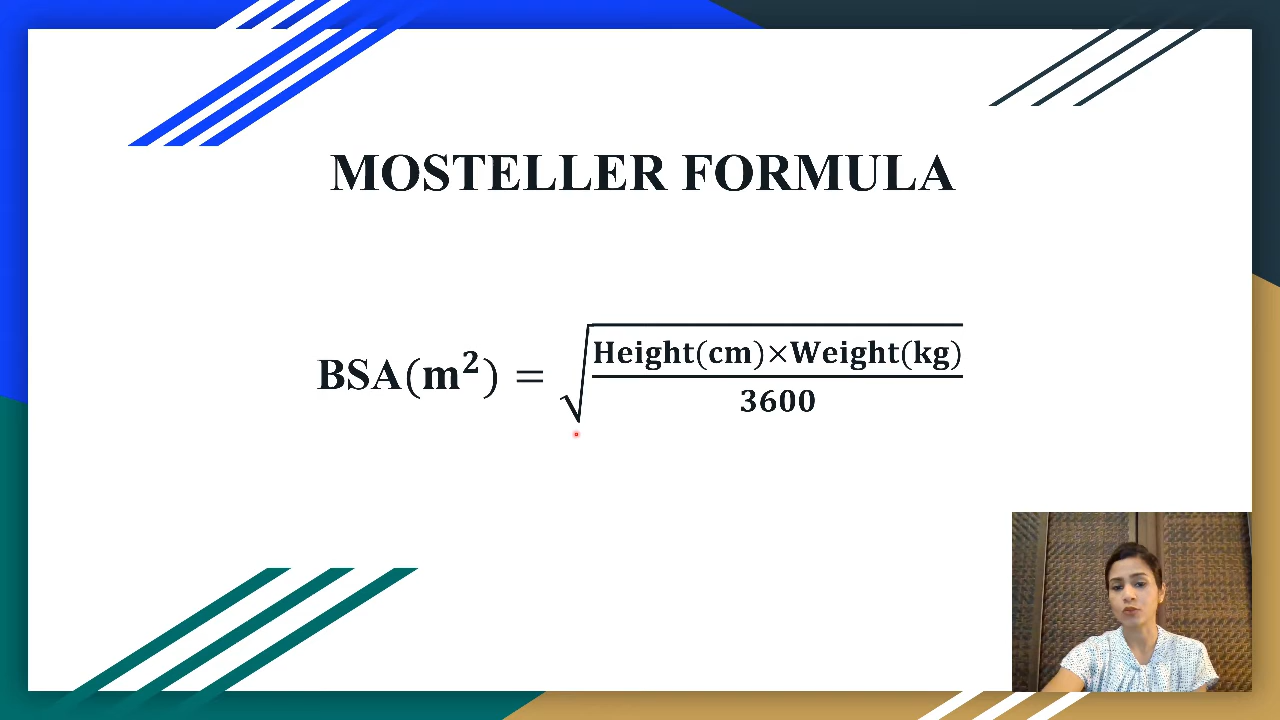 MOSTELLER FORMULA
BSA(m²) = √(Height(cm)×Weight(kg)/3600)